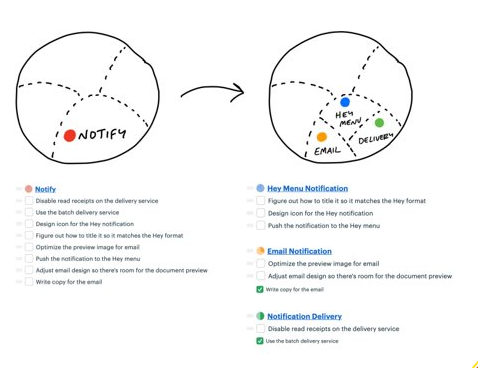 NOTIFY
HEY
MENU
DELIVERY
EMAIL
Notify
Disable read receipts on the delivery service
Use the batch delivery service
Design icon for the Hey notification
Figure out how to title it so it matches the Hey format
Optimize the preview image for email
Push the notification to the Hey menu
Adjust email design so there's room for the document preview
Write copy for the email
Hey Menu Notification
Figure out how to title it so it matches the Hey format
Design icon for the Hey notification
Push the notification to the Hey menu
Email Notification
Optimize the preview image for email
Adjust email design so there's room for the document preview
Write copy for the email
Notification Delivery
Disable read receipts on the delivery service
Use the batch delivery service